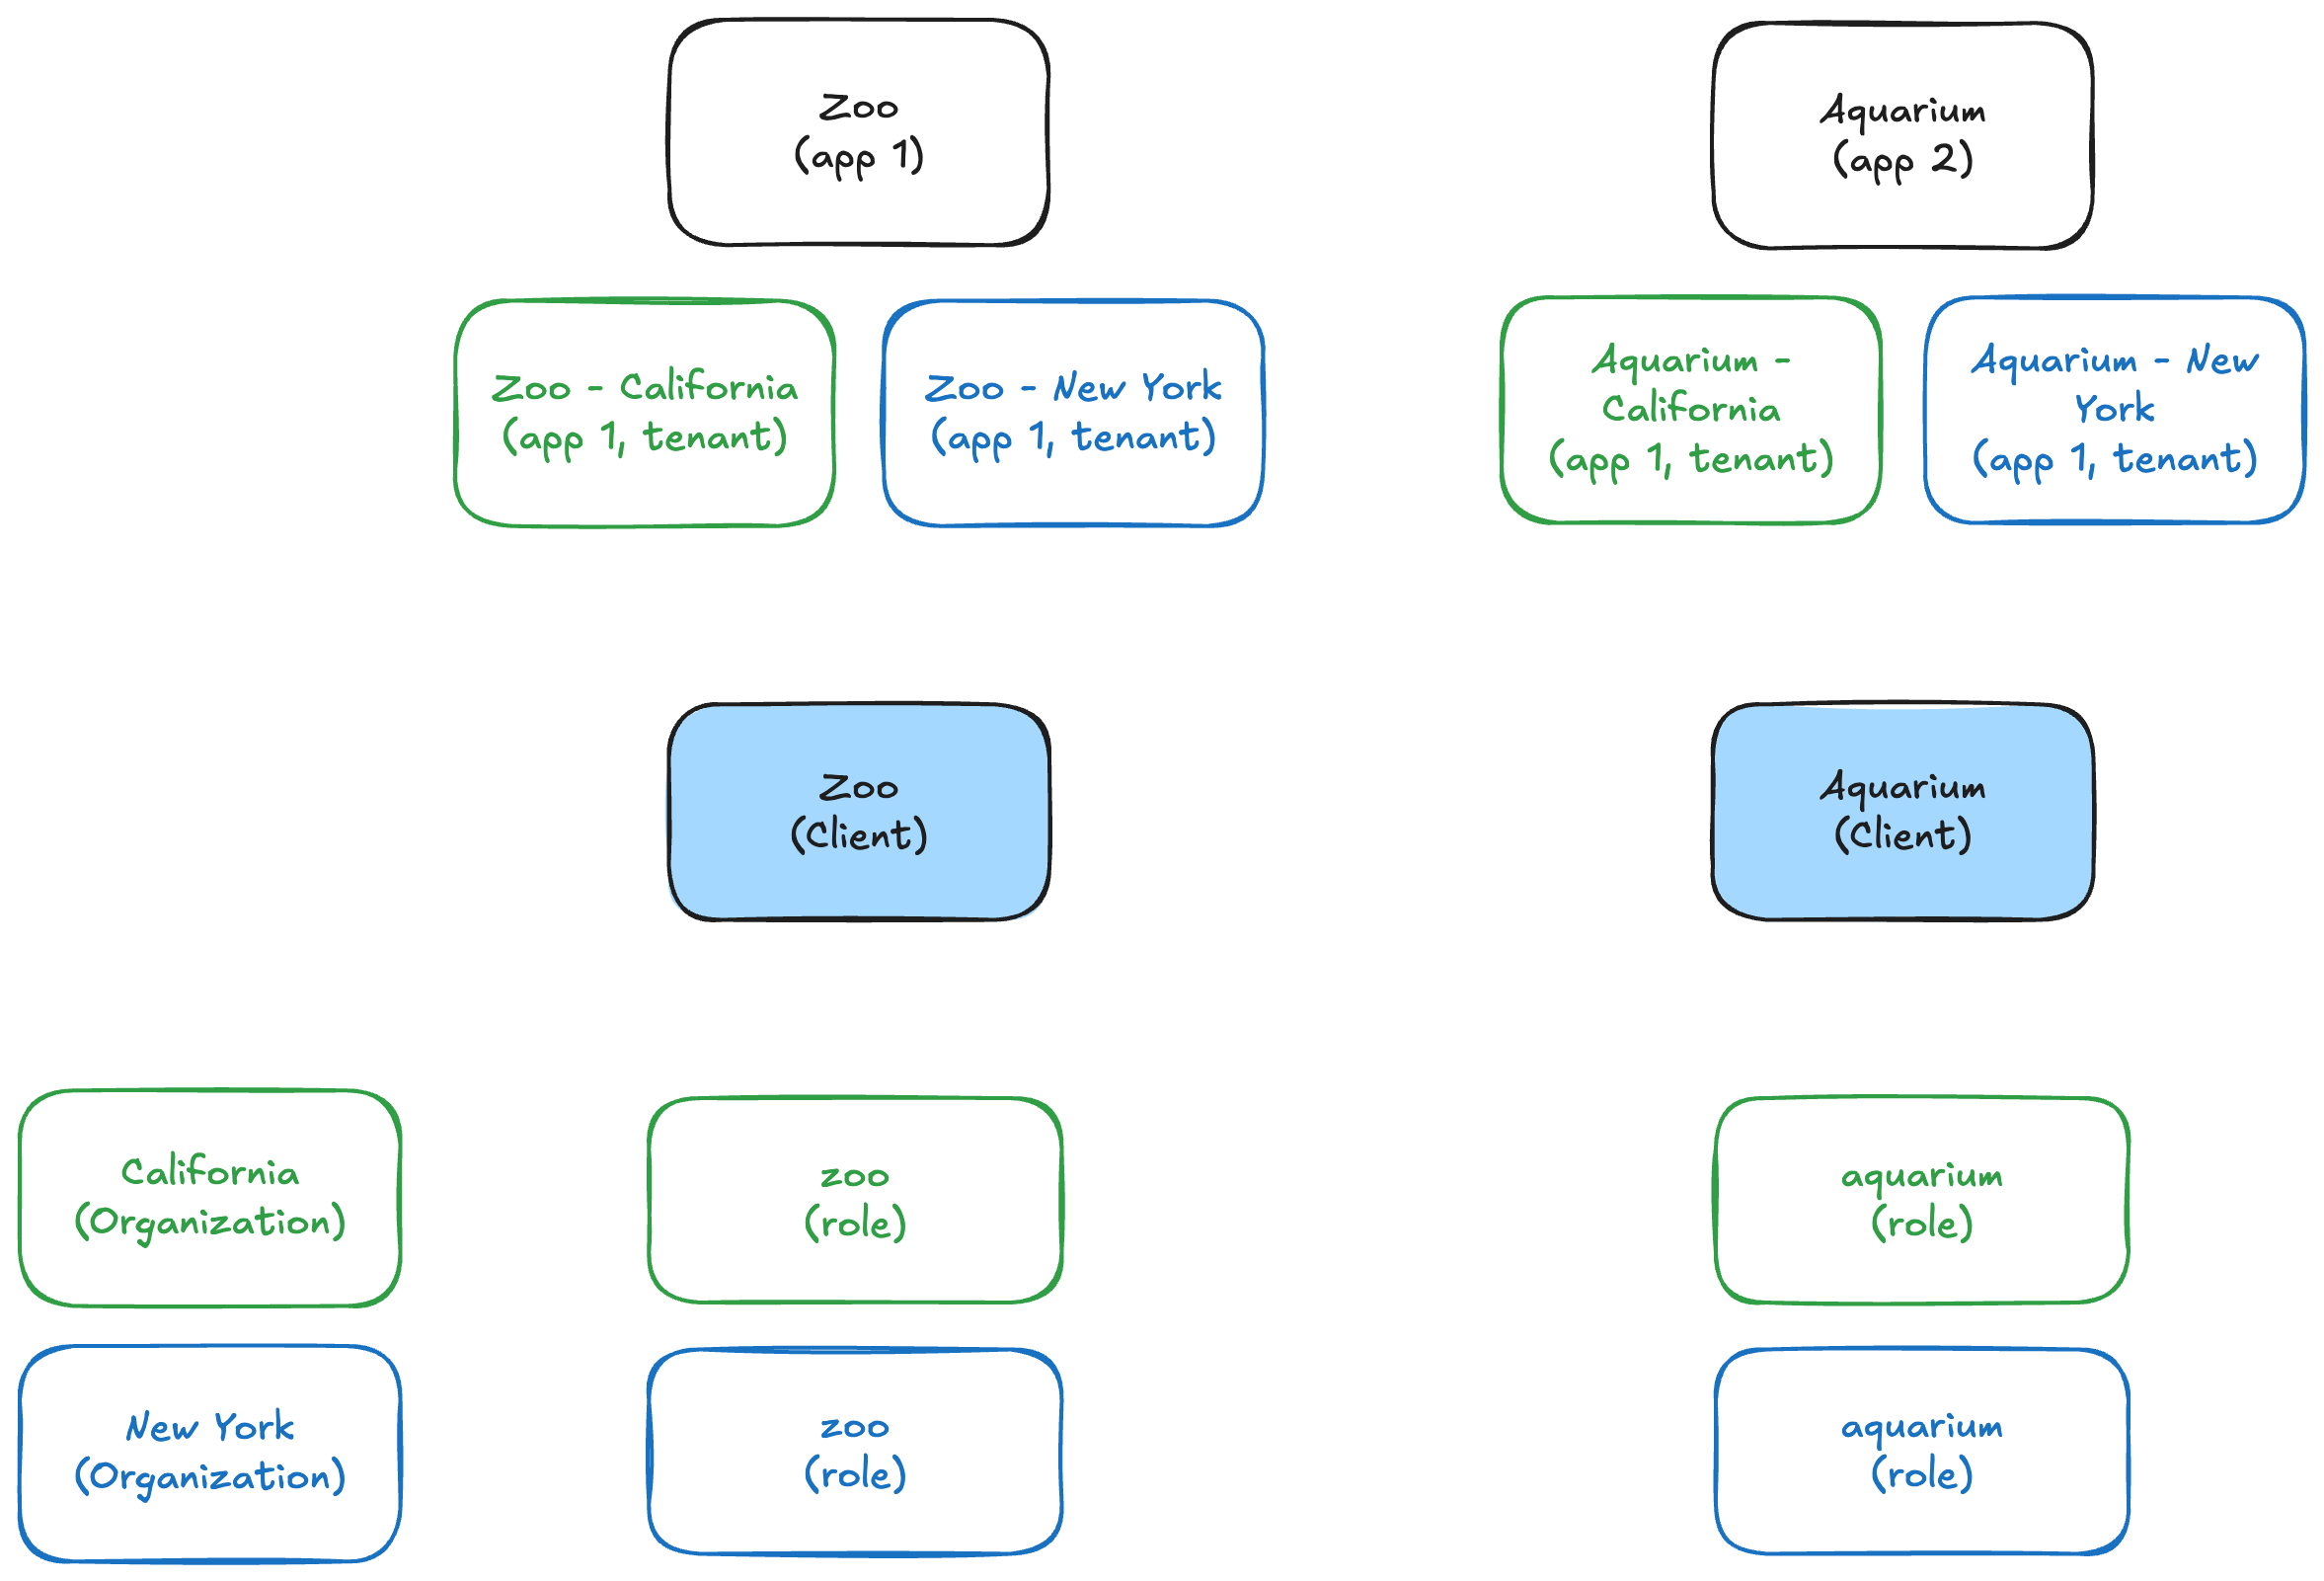 Zoo
(app 1)
Aquarium
(app 2)
Zoo - California
(app 1, tenant)
Zoo - New York
(app 1, tenant)
Aquarium -
California
(app 1, tenant)
Aquarium - New
York
(app 1, tenant)
Zoo
(Client)
Aquarium
(Client)
California
(Organization)
zoo
(role)
aquarium
(role)
New York
(Organization)
zoo
(role)
aquarium
(role)